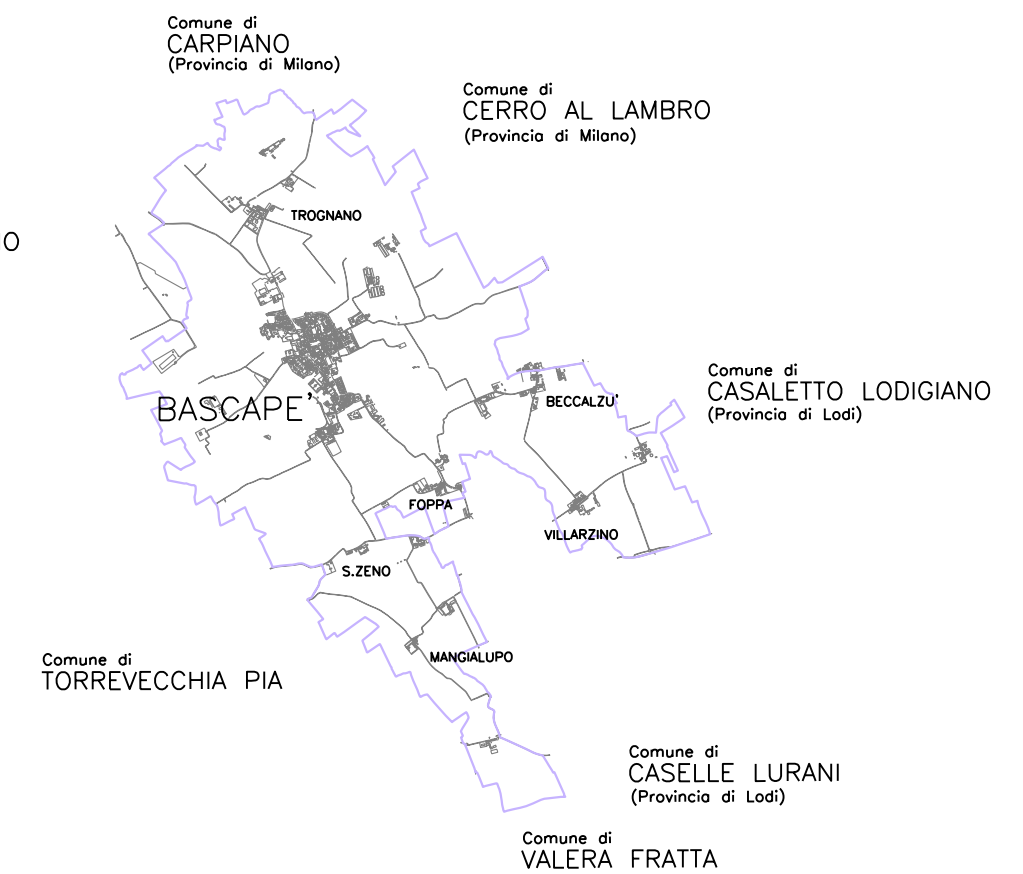 Comune di
CARPIANO
(Provincia di Milano)
Comune di
CERRO AL LAMBRO
(Provincia di Milano)
TROGNANO
O
BASCAPE'
BECCALZU'
Comune di
CASALETTO LODIGIANO
(Provincia di Lodi)
FOPPA
VILLARZINO
S.ZENO
MANGIALUPO
Comune di
TORREVECCHIA PIA
Comune di
CASELLE LURANI
(Provincia di Lodi)
Comune di
VALERA FRATTA